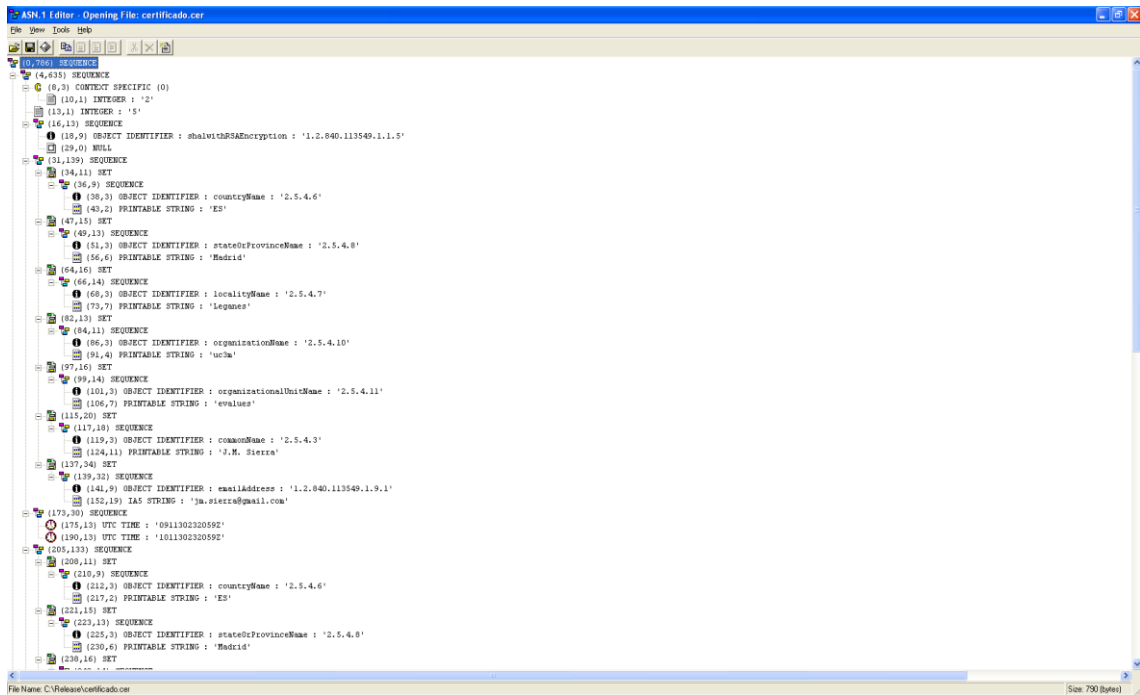 ASN.1 Editor - Opening File: certificado.cer
File View Tools Help
(0,786) SEQUENCE
(4,635) SEQUENCE
(8,3) CONTEXT SPECIFIC (0)
(10,1) INTEGER : '2'
(13,1) INTEGER : '5'
(16,13) SEQUENCE
(18,9) OBJECT IDENTIFIER : sha1withRSAEncryption : '1.2.840.113549.1.1.5'
(29,0) NULL
(31,139) SEQUENCE
(34,11) SET
(36,9) SEQUENCE
(38,3) OBJECT IDENTIFIER : countryName : '2.5.4.6'
(43,2) PRINTABLE STRING : 'ES'
(47,15) SET
(49,13) SEQUENCE
(51,3) OBJECT IDENTIFIER : stateOrProvinceName : '2.5.4.8'
(56,6) PRINTABLE STRING : 'Madrid'
(64,16) SET
(66,14) SEQUENCE
(68,3) OBJECT IDENTIFIER : localityName : '2.5.4.7'
(73,7) PRINTABLE STRING : 'Leganes'
(82,13) SET
(84,11) SEQUENCE
(86,3) OBJECT IDENTIFIER : organizationName : '2.5.4.10'
(91,4) PRINTABLE STRING : 'uc3m'
(97,16) SET
(99,14) SEQUENCE
(101,3) OBJECT IDENTIFIER : organizationalUnitName : '2.5.4.11'
(106,7) PRINTABLE STRING : 'evalues'
(115,20) SET
(117,18) SEQUENCE
(119,3) OBJECT IDENTIFIER : commonName : '2.5.4.3'
(124,11) PRINTABLE STRING : 'J.M. Sierra'
(137,34) SET
(139,32) SEQUENCE
(141,9) OBJECT IDENTIFIER : emailAddress : '1.2.840.113549.1.9.1'
(152,19) IA5 STRING : 'jm.sierra@gmail.com'
(173,30) SEQUENCE
(175,13) UTC TIME : '091130232059Z'
(190,13) UTC TIME : '101130232059Z'
(205,133) SEQUENCE
(208,11) SET
(210,9) SEQUENCE
(212,3) OBJECT IDENTIFIER : countryName : '2.5.4.6'
(217,2) PRINTABLE STRING : 'ES'
(221,15) SET
(223,13) SEQUENCE
(225,3) OBJECT IDENTIFIER : stateOrProvinceName : '2.5.4.8'
(230,6) PRINTABLE STRING : 'Madrid'
(238,16) SET
File Name: C:\Release\certificado.cer
Size: 790 (bytes)